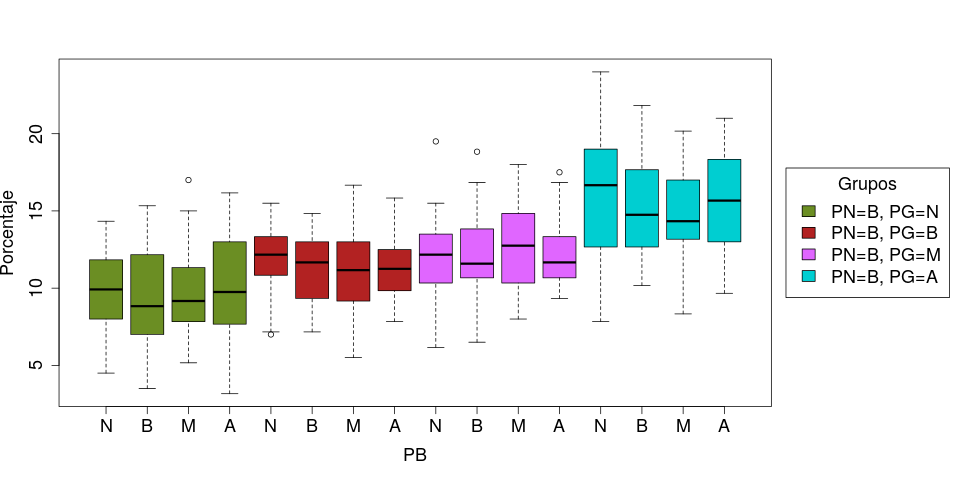 Porcentaje
20
15
10
5
N B M A N B M A N B M A N B M A
PB
Grupos
PN=B, PG=N
PN=B, PG=B
PN=B, PG=M
PN=B, PG=A